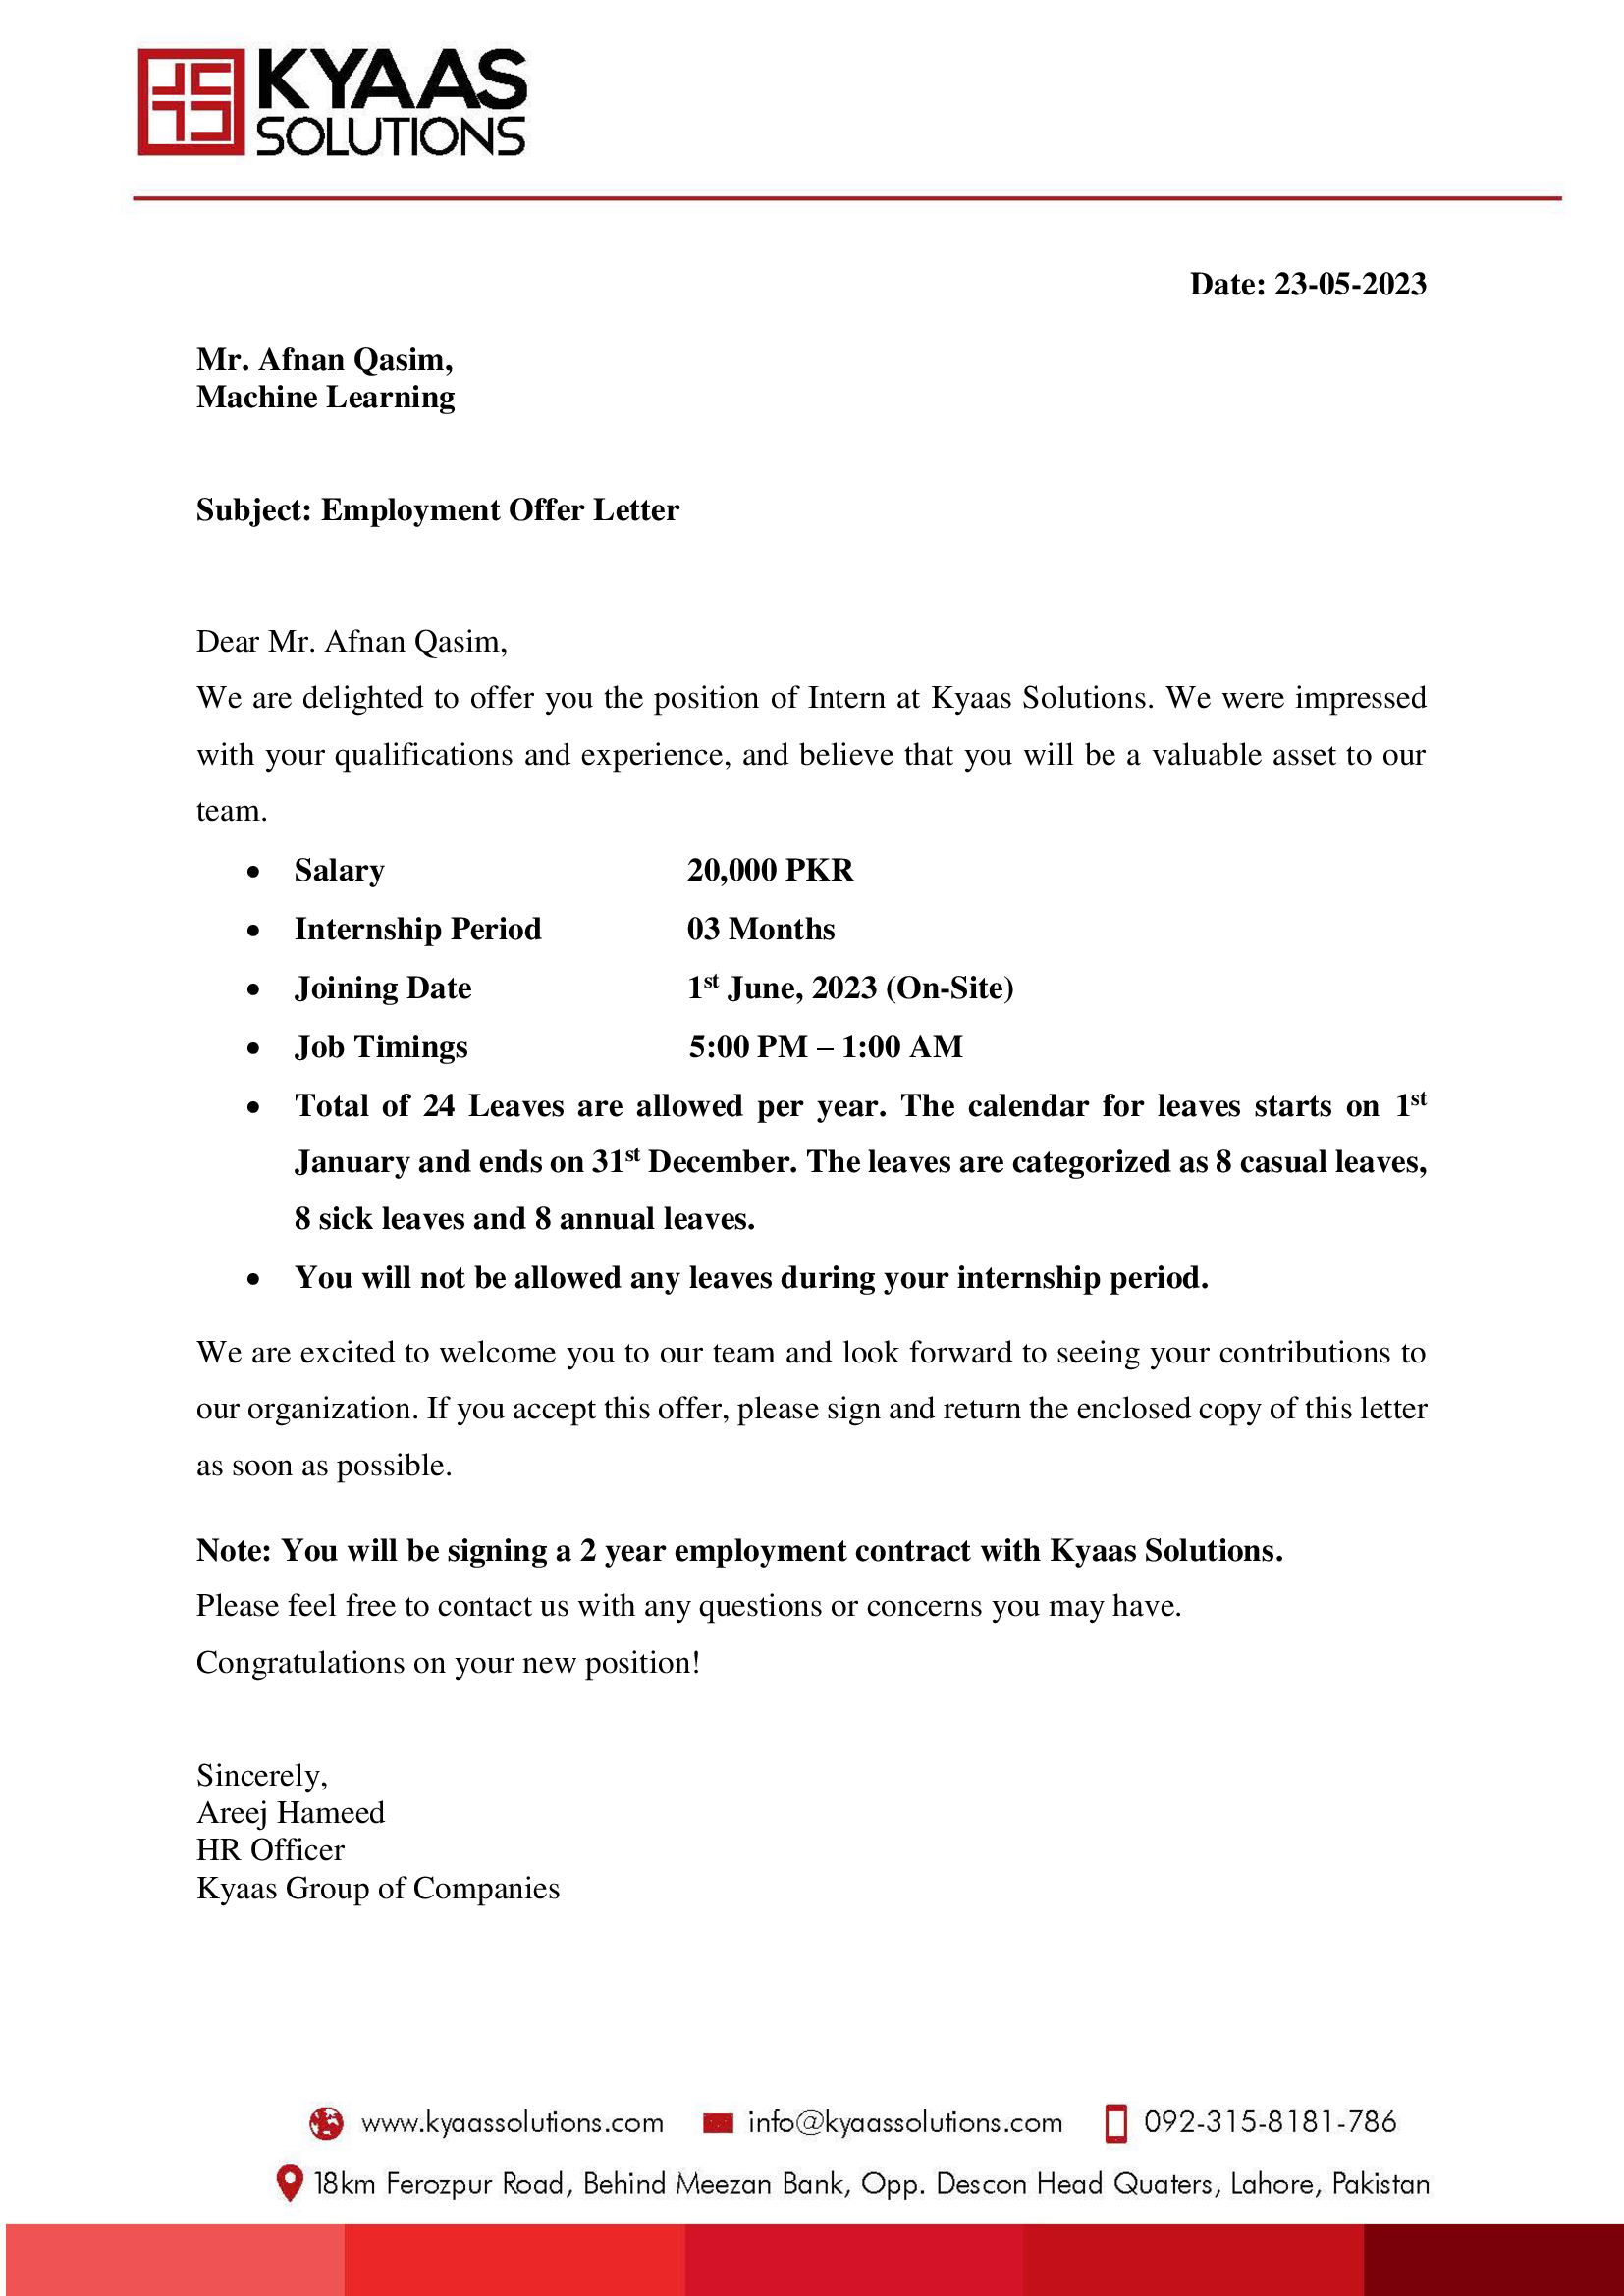 KYAAS
SOLUTIONS
Date: 23-05-2023
Mr. Afnan Qasim,
Machine Learning
Subject: Employment Offer Letter
Dear Mr. Afnan Qasim,
We are delighted to offer you the position of Intern at Kyaas Solutions. We were impressed
with your qualifications and experience, and believe that you will be a valuable asset to our
team.
• Salary 20,000 PKR
• Internship Period 03 Months
• Joining Date 1st June, 2023 (On-Site)
• Job Timings 5:00 PM – 1:00 AM
• Total of 24 Leaves are allowed per year. The calendar for leaves starts on 1st
January and ends on 31st December. The leaves are categorized as 8 casual leaves,
8 sick leaves and 8 annual leaves.
• You will not be allowed any leaves during your internship period.
We are excited to welcome you to our team and look forward to seeing your contributions to
our organization. If you accept this offer, please sign and return the enclosed copy of this letter
as soon as possible.
Note: You will be signing a 2 year employment contract with Kyaas Solutions.
Please feel free to contact us with any questions or concerns you may have.
Congratulations on your new position!
Sincerely,
Areej Hameed
HR Officer
Kyaas Group of Companies
www.kyaassolutions.com info@kyaassolutions.com 092-315-8181-786
18km Ferozpur Road, Behind Meezan Bank, Opp. Descon Head Quaters, Lahore, Pakistan